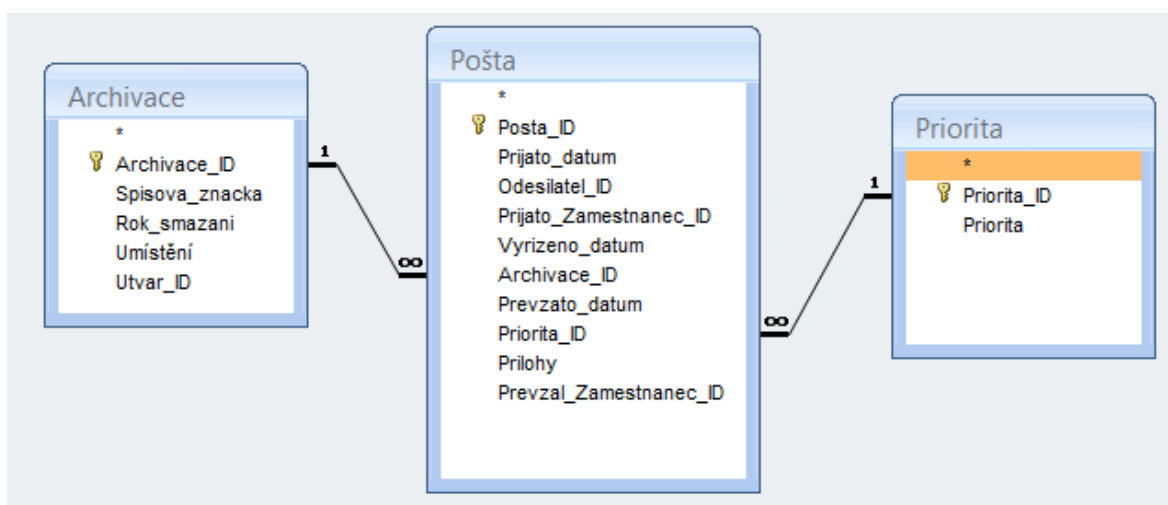 Archivace
*
Archivace_ID
Spisova_znacka
Rok_smazani
Umístění
Utvar_ID
1
∞
Pošta
*
Posta_ID
Prijato_datum
Odesilatel_ID
Prijato_Zamestnanec_ID
Vyrizeno_datum
Archivace_ID
Prevzato_datum
Priorita_ID
Prilohy
Prevzal_Zamestnanec_ID
∞
1
Priorita
*
Priorita_ID
Priorita